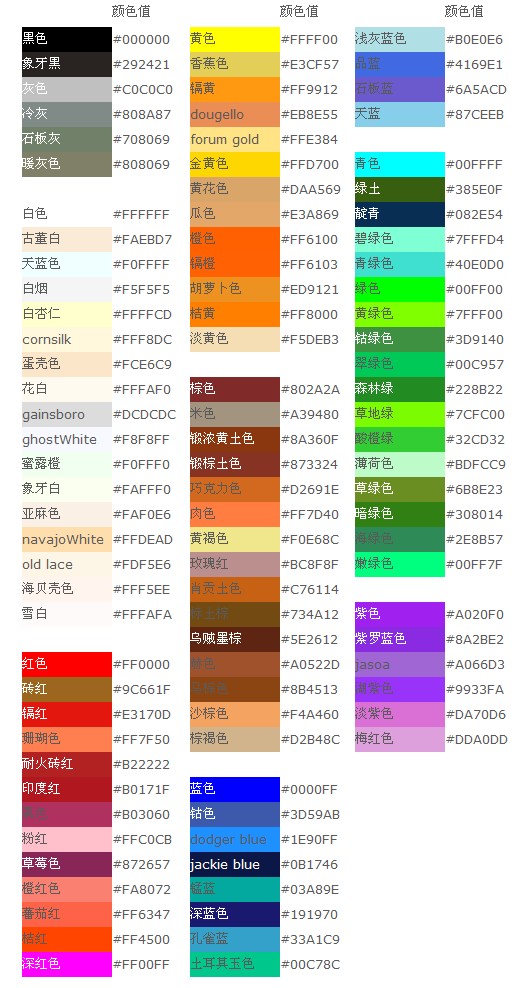 颜色值
黑色 #000000
象牙黑 #292421
灰色 #C0C0C0
冷灰 #808A87
石板灰 #708069
暖灰色 #808069
白色 #FFFFFF
古董白 #FAEBD7
天蓝色 #F0FFFF
白烟 #F5F5F5
白杏仁 #FFFFCD
cornsilk #FFF8DC
蛋壳色 #FCE6C9
花白 #FFFAF0
gainsboro #DCDCDC
ghostWhite #F8F8FF
蜜露橙 #F0FFF0
象牙白 #FAFFF0
亚麻色 #FAF0E6
navajoWhite #FFDEAD
old lace #FDF5E6
海贝壳色 #FFF5EE
雪白 #FFFAFA
红色 #FF0000
砖红 #9C661F
镉红 #E3170D
珊瑚色 #FF7F50
耐火砖红 #B22222
印度红 #B0171F
#B03060
粉红 #FFC0CB
草莓色 #872657
橙红色 #FA8072
蕃茄红 #FF6347
桔红 #FF4500
深红色 #FF00FF
颜色值
黄色 #FFFF00
香蕉色 #E3CF57
镉黄 #FF9912
dougello #EB8E55
forum gold #FFE384
金黄色 #FFD700
黄花色 #DAA569
瓜色 #E3A869
橙色 #FF6100
镉橙 #FF6103
胡萝卜色 #ED9121
桔黄 #FF8000
淡黄色 #F5DEB3
棕色 #802A2A
米色 #A39480
锻浓黄土色 #8A360F
锻棕土色 #873324
巧克力色 #D2691E
肉色 #FF7D40
黄褐色 #F0E68C
玫瑰红 #BC8F8F
肖贡土色 #C76114
标土棕 #734A12
乌贼墨棕 #5E2612
赫色 #A0522D
马棕色 #8B4513
沙棕色 #F4A460
棕褐色 #D2B48C
蓝色 #0000FF
钴色 #3D59AB
dodger blue #1E90FF
jackie blue #0B1746
锰蓝 #03A89E
深蓝色 #191970
孔雀蓝 #33A1C9
土耳其玉色 #00C78C
颜色值
浅灰蓝色 #B0E0E6
品蓝 #4169E1
石板蓝 #6A5ACD
天蓝 #87CEEB
青色 #00FFFF
绿土 #385E0F
靛青 #082E54
碧绿色 #7FFFD4
青绿色 #40E0D0
绿色 #00FF00
黄绿色 #7FFF00
钴绿色 #3D9140
翠绿色 #00C957
森林绿 #228B22
草地绿 #7CFC00
酸橙绿 #32CD32
薄荷色 #BDFCC9
草绿色 #6B8E23
暗绿色 #308014
海绿色 #2E8B57
嫩绿色 #00FF7F
紫色 #A020F0
紫罗蓝色 #8A2BE2
jasoa #A066D3
湖紫色 #9933FA
淡紫色 #DA70D6
梅红色 #DDA0DD